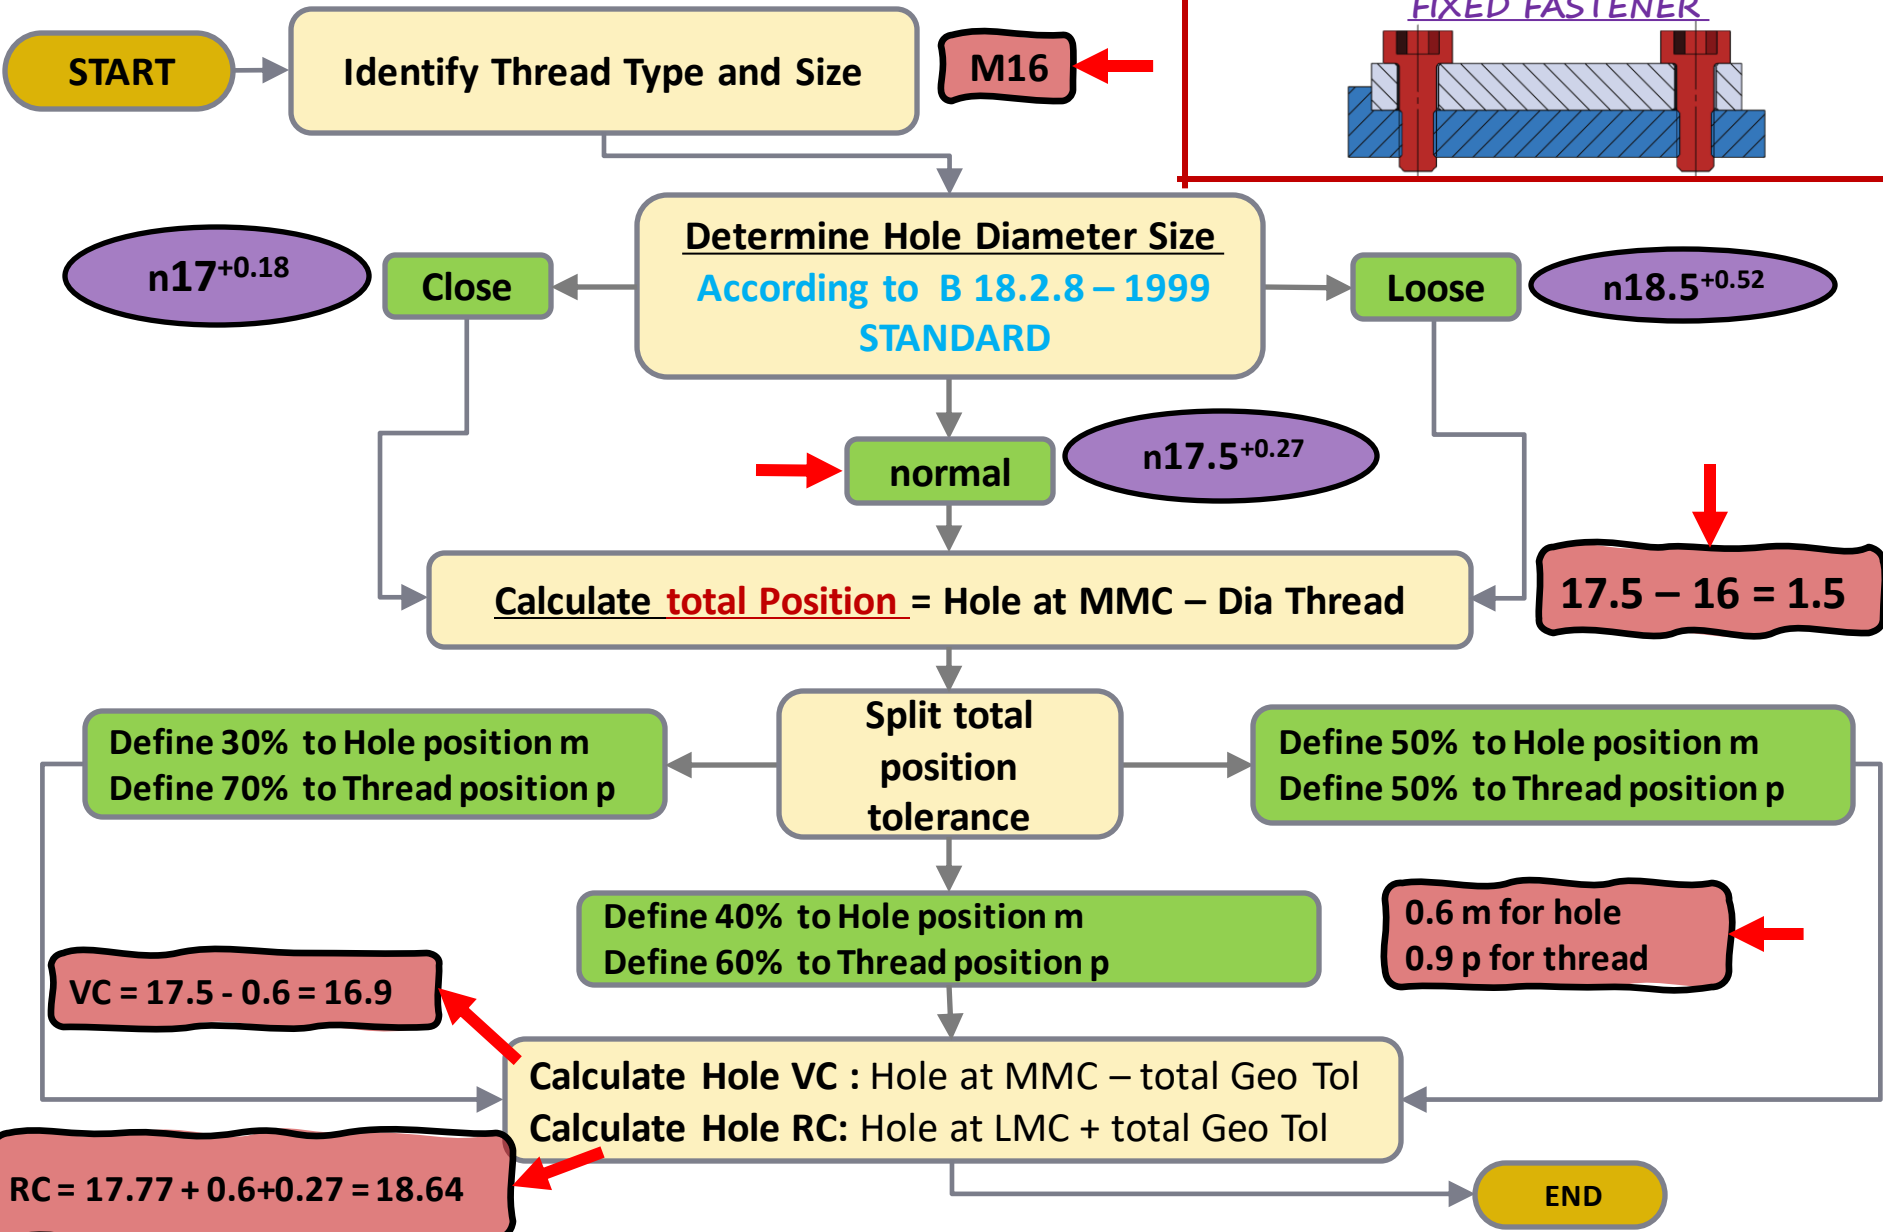 FIXED FASTENER
START
Identify Thread Type and Size
M16
Determine Hole Diameter Size
According to B 18.2.8 – 1999
STANDARD
n17+0.18
Close
Loose
n18.5+0.52
normal
n17.5+0.27
Calculate total Position = Hole at MMC – Dia Thread
17.5 – 16 = 1.5
Split total
position
tolerance
Define 30% to Hole position m
Define 70% to Thread position p
Define 50% to Hole position m
Define 50% to Thread position p
Define 40% to Hole position m
Define 60% to Thread position p
0.6 m for hole
0.9 p for thread
VC = 17.5 - 0.6 = 16.9
Calculate Hole VC : Hole at MMC – total Geo Tol
Calculate Hole RC: Hole at LMC + total Geo Tol
RC = 17.77 + 0.6+0.27 = 18.64
END